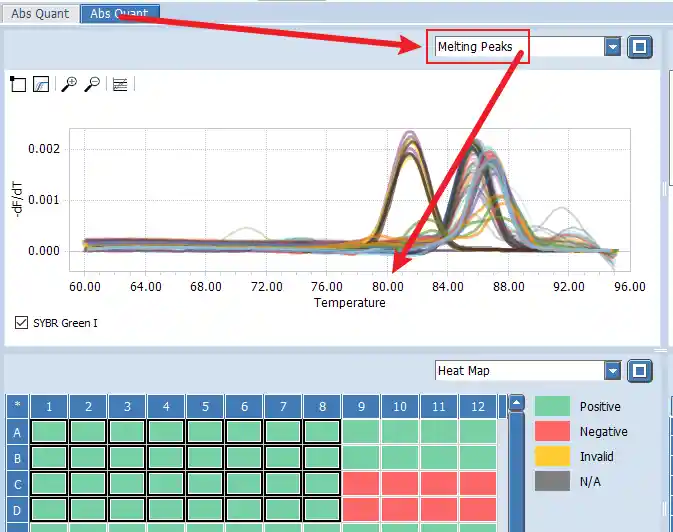 Abs Quant Abs Quant
Melting Peaks
0.002
0.001
0.000
-dF/dT
60.00 64.00 68.00 72.00 76.00 80.00 84.00 88.00 92.00 96.00
Temperature
SYBR Green I
Heat Map
* 1 2 3 4 5 6 7 8 9 10 11 12
A
B
C
D
Positive
Negative
Invalid
N/A